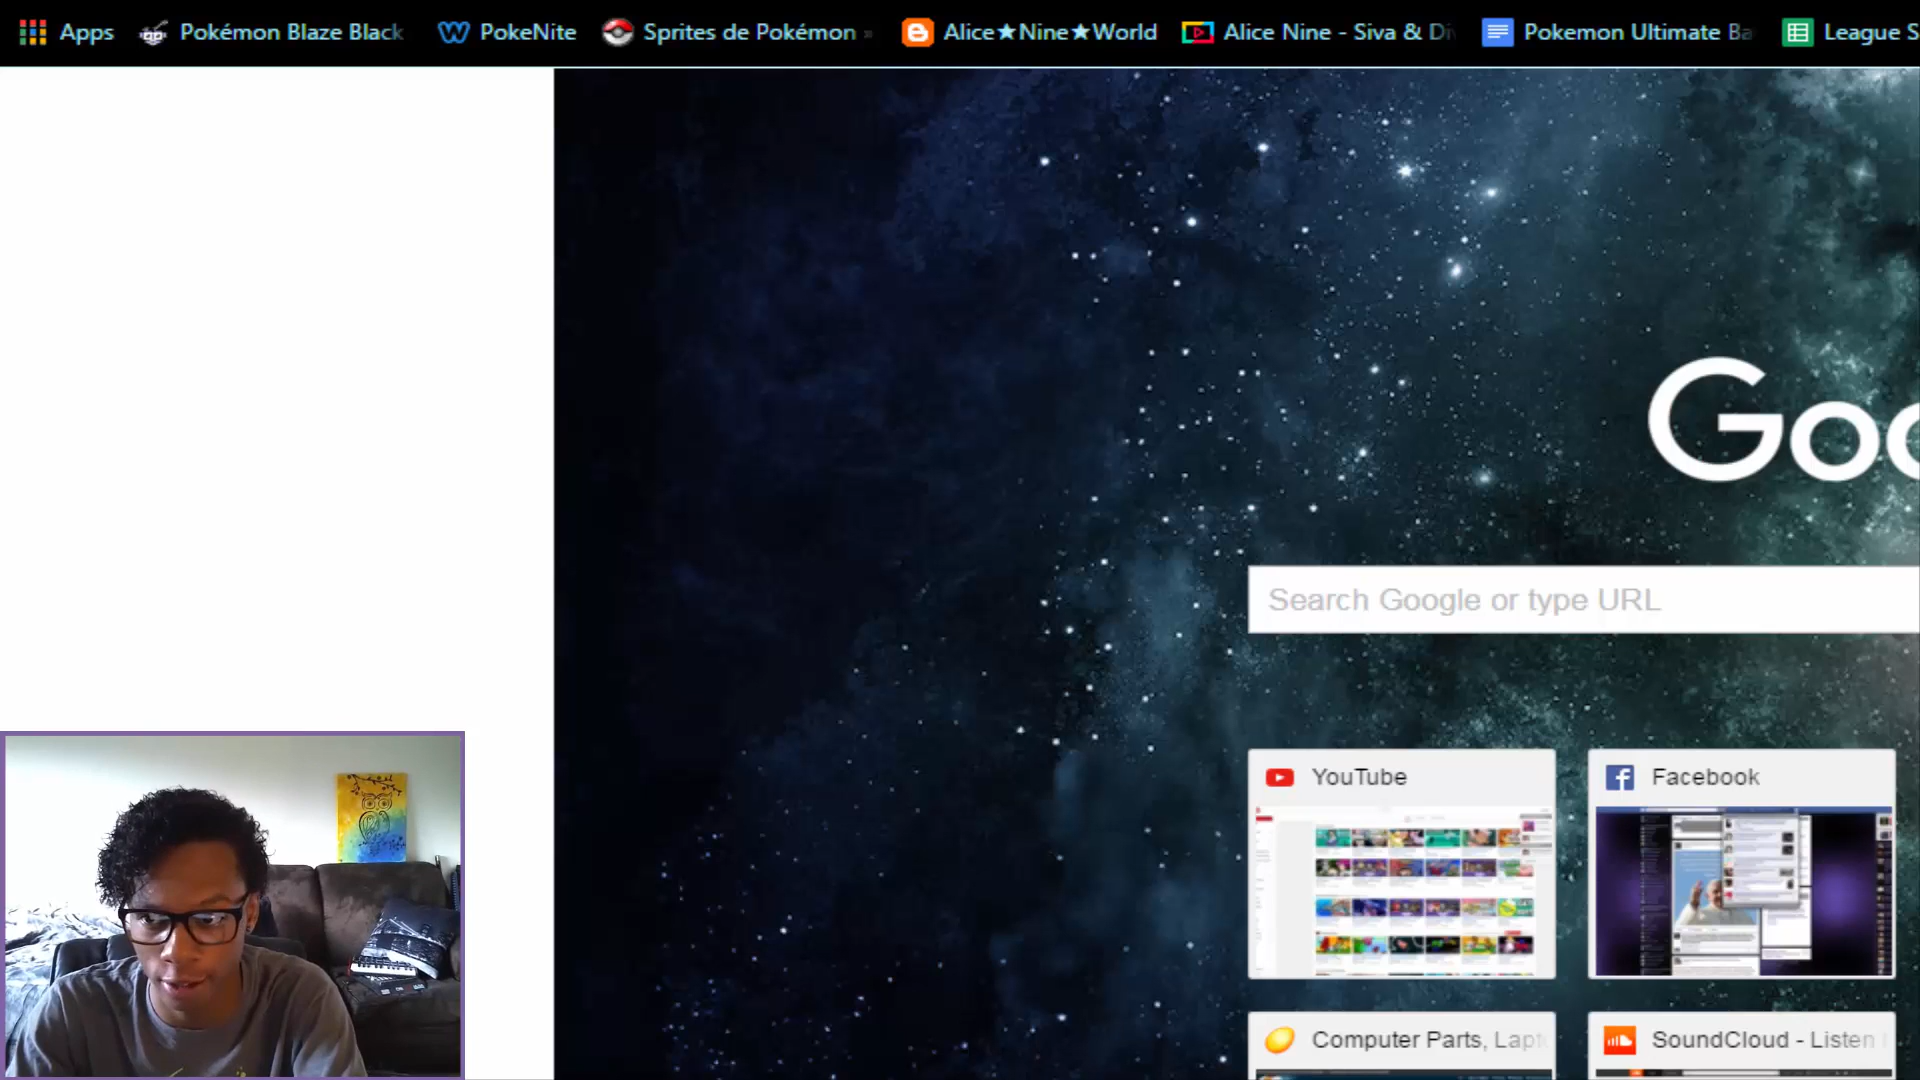 Apps Pokémon Blaze Black PokeNite Sprites de Pokémon Alice★Nine★World Alice Nine - Siva & Di Pokemon Ultimate Ba League S
Goo
Search Google or type URL
YouTube Facebook
Computer Parts, Lapt SoundCloud - Listen